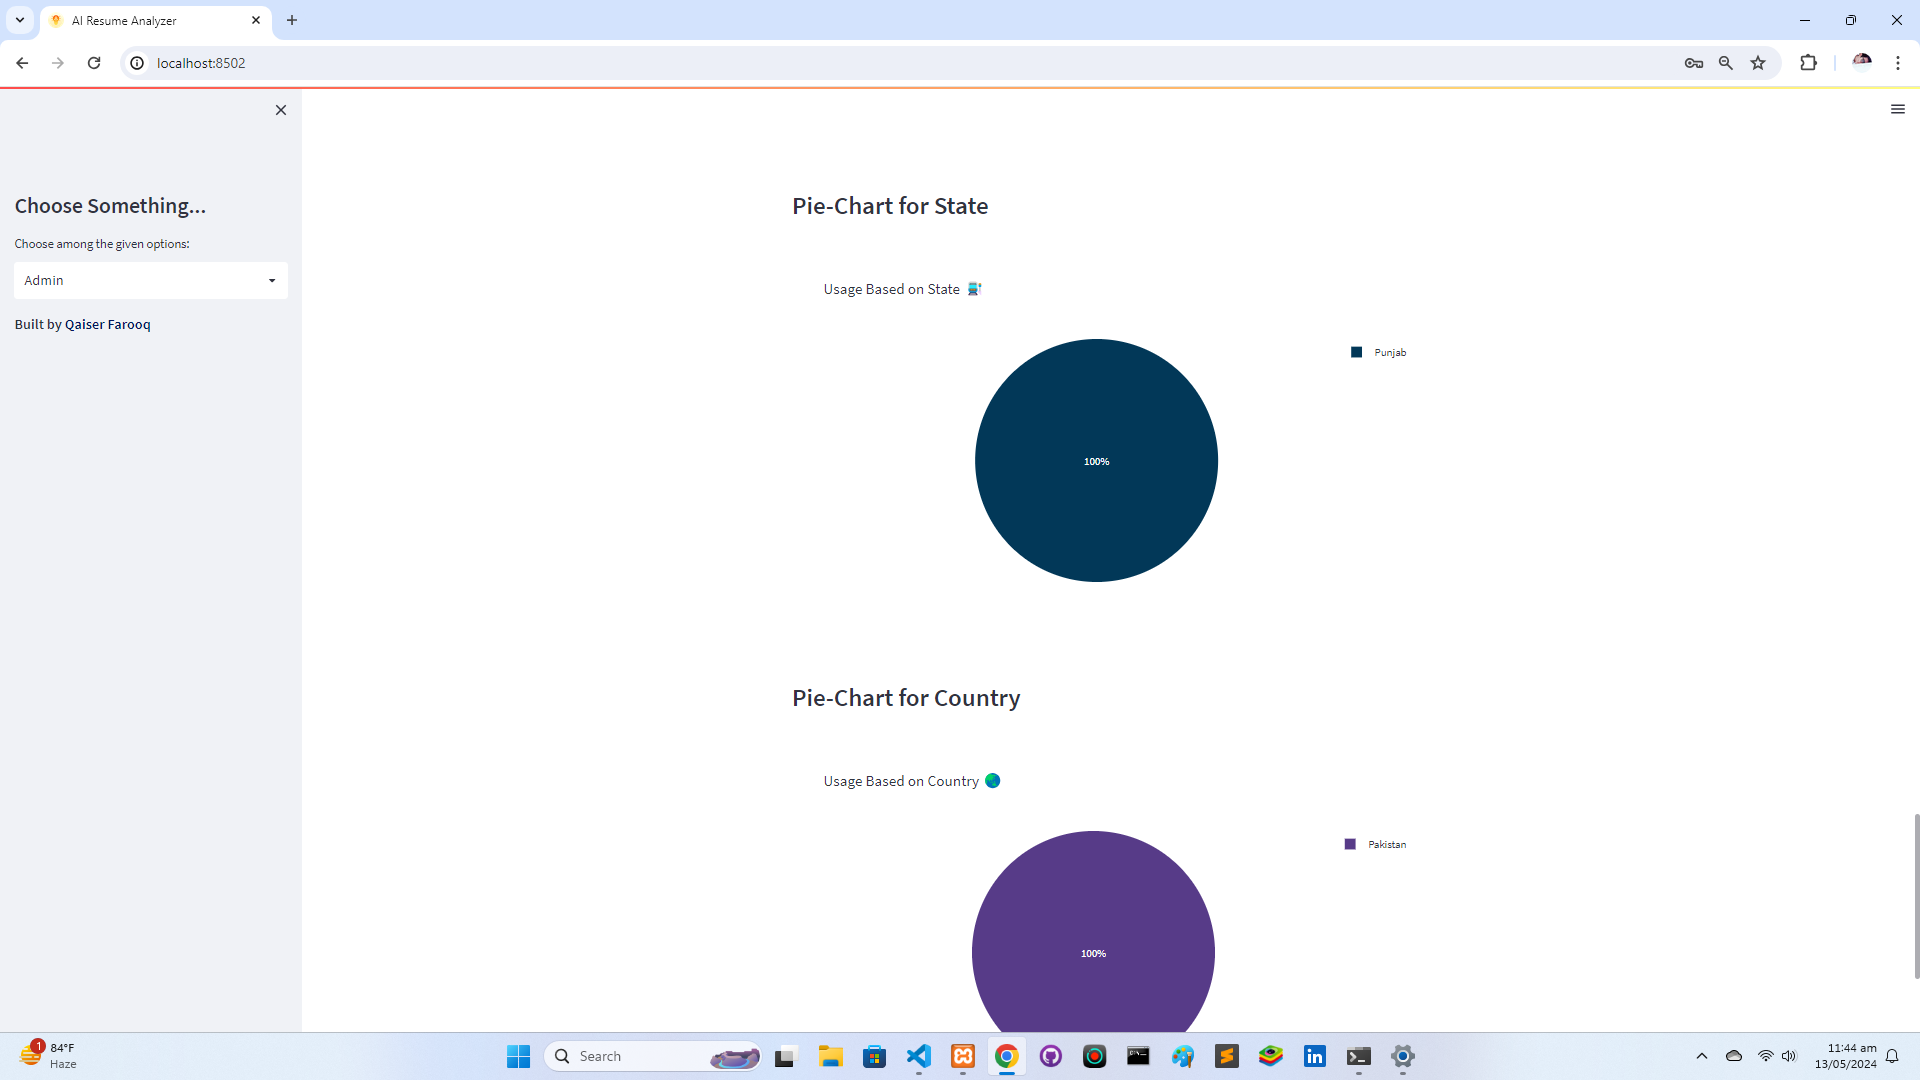 AI Resume Analyzer
localhost:8502
Choose Something...
Choose among the given options:
Admin
Built by Qaiser Farooq
Pie-Chart for State
Usage Based on State
Punjab
100%
Pie-Chart for Country
Usage Based on Country
Pakistan
100%
1
84°F
Haze
Search
11:44 am
13/05/2024